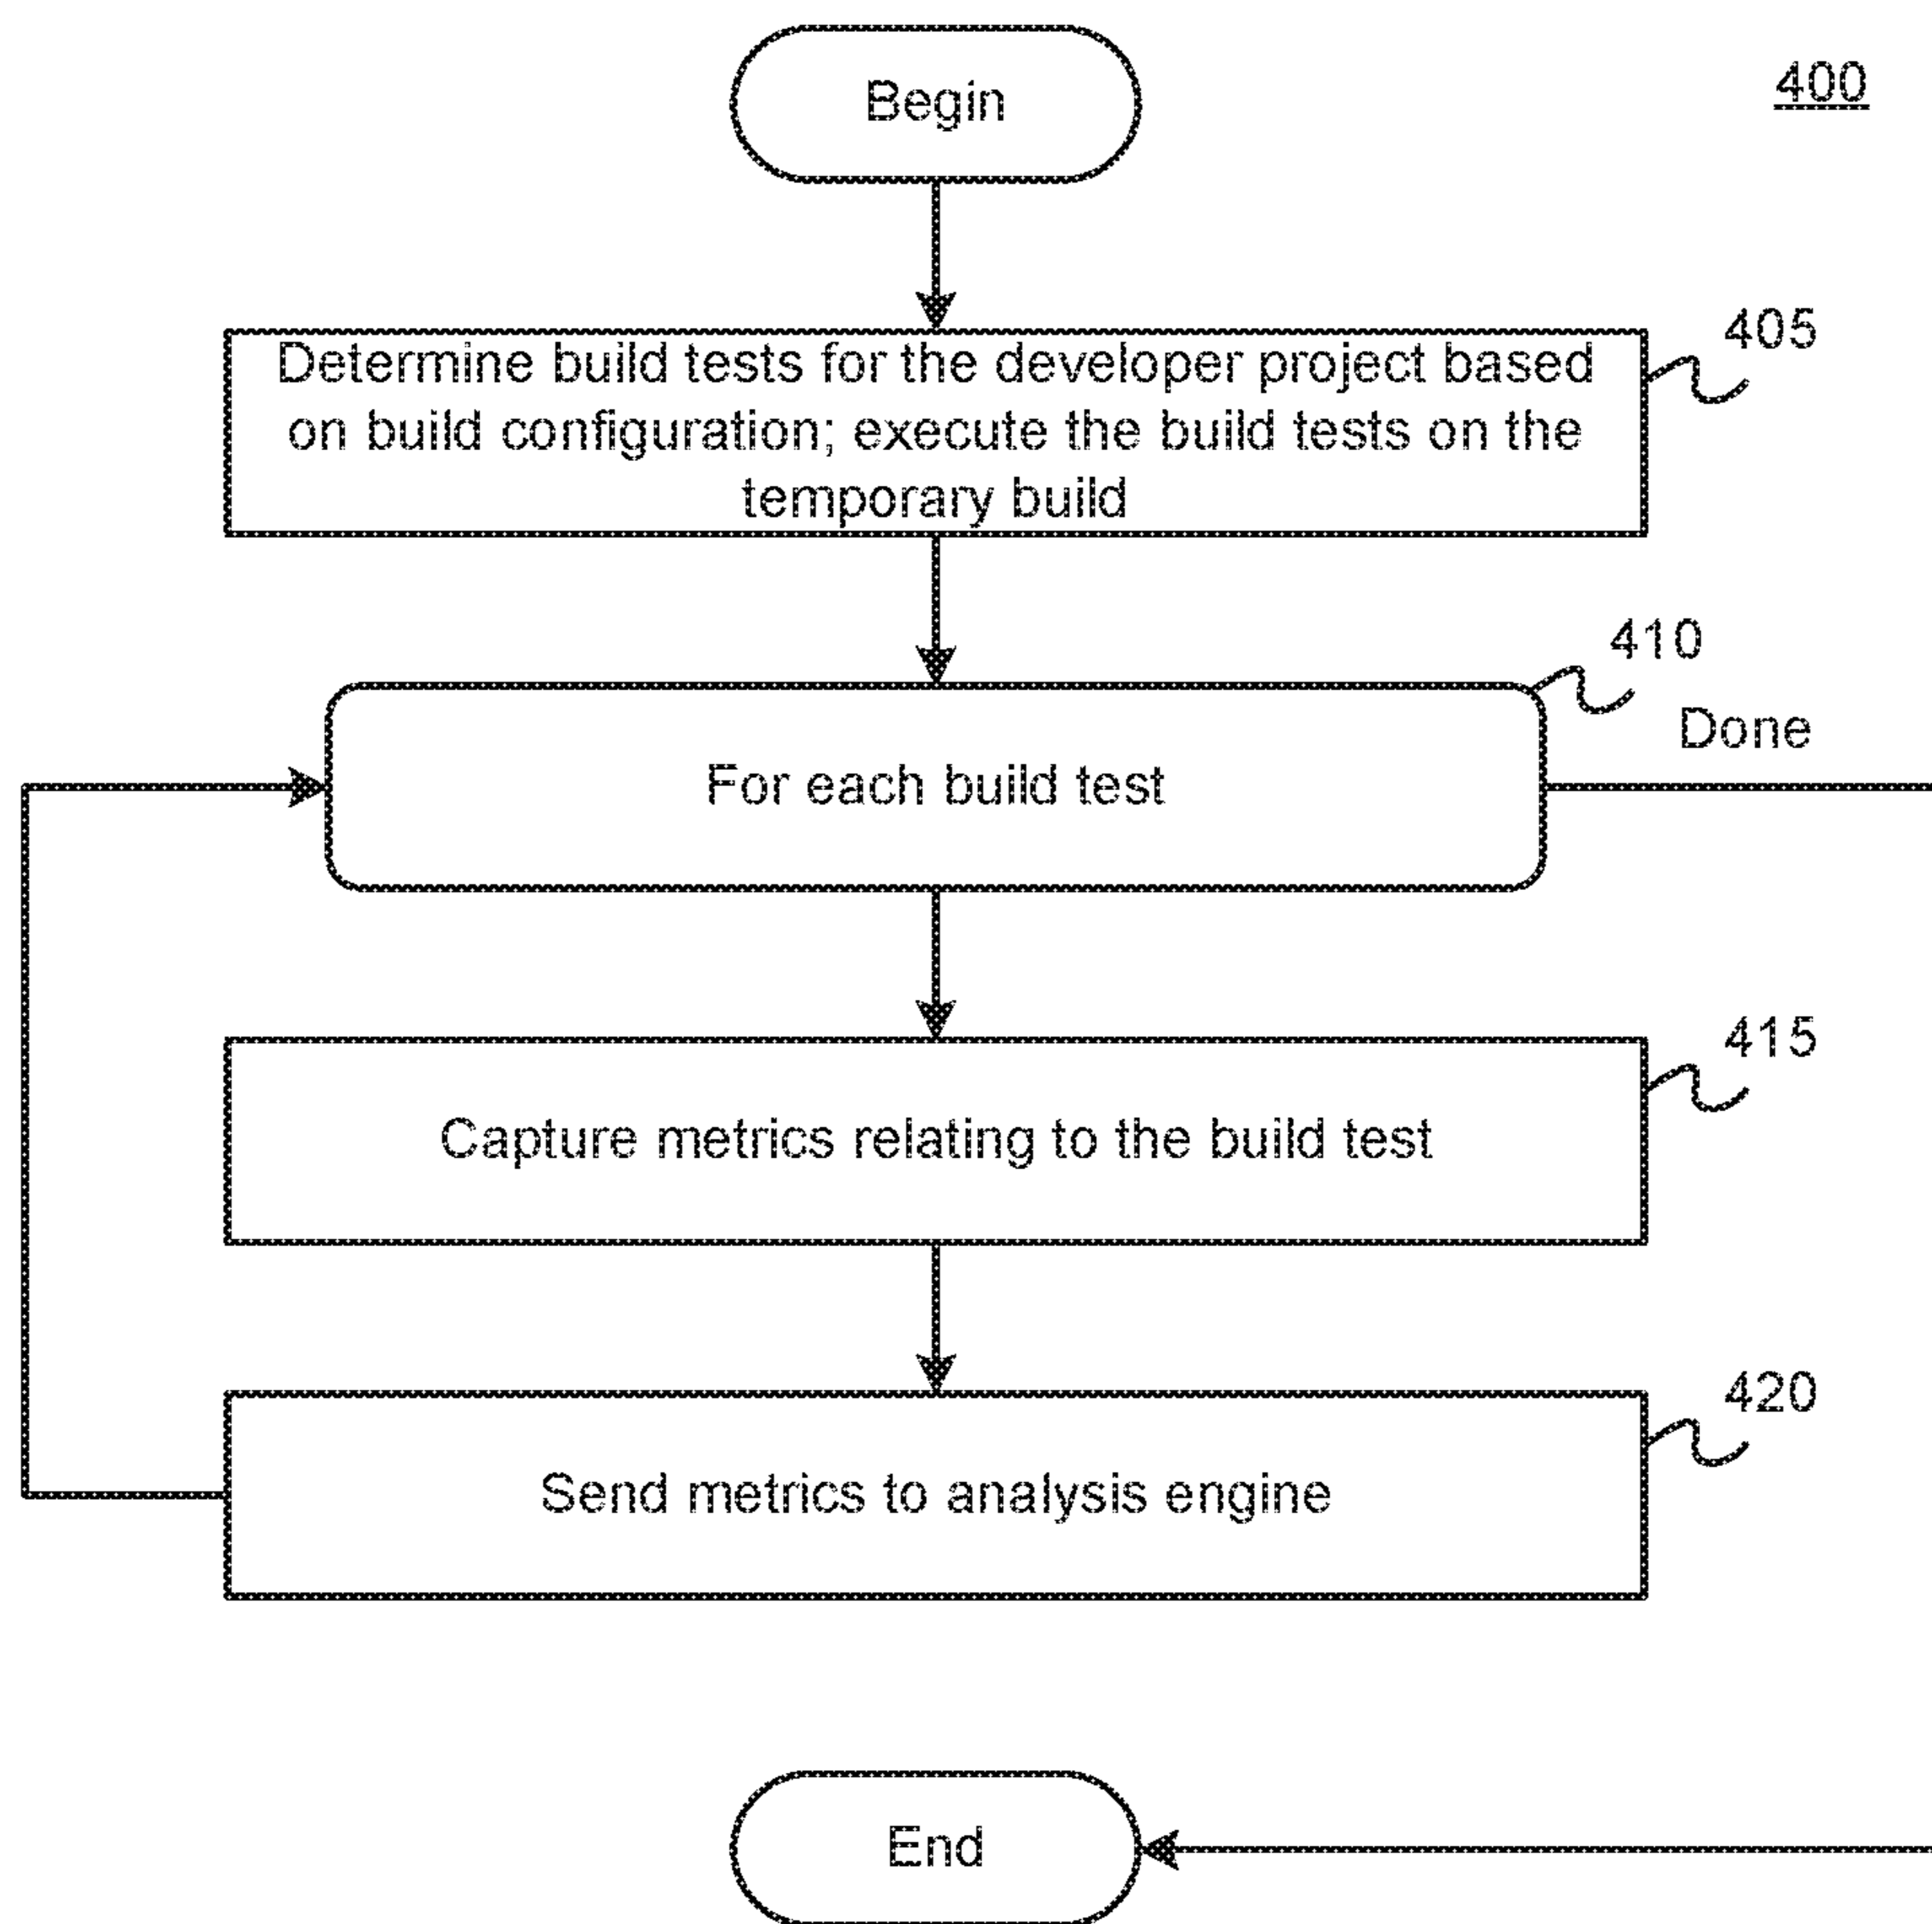 Begin
400
405
Determine build tests for the developer project based
on build configuration; execute the build tests on the
temporary build
410
Done
For each build test
415
Capture metrics relating to the build test
420
Send metrics to analysis engine
End